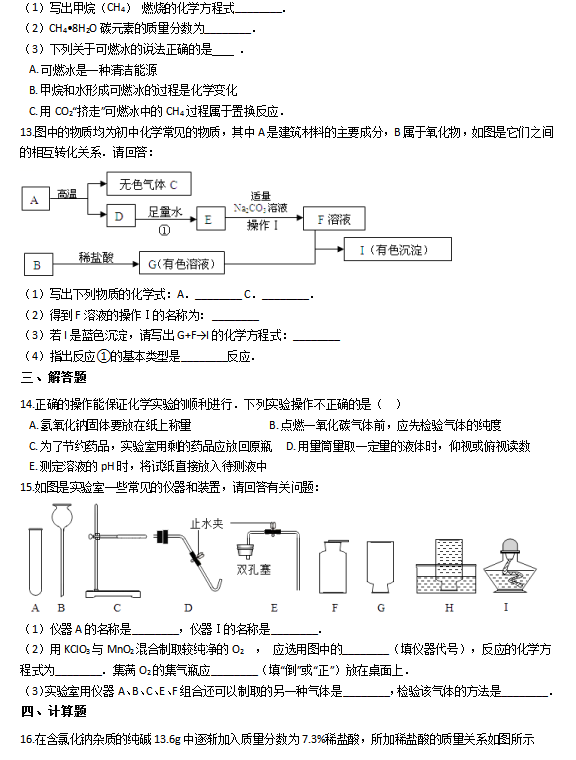 （1）写出甲烷（CH₄） 燃烧的化学方程式________．
（2）CH₄•8H₂O 碳元素的质量分数为________．
（3）下列关于可燃水的说法正确的是____ ．
A.可燃水是一种清洁能源
B.甲烷和水形成可燃水的过程是化学变化
C.用 CO₂“挤走”可燃水中的 CH₄ 过程属于置换反应．
13.图中的物质均为初中化学常见的物质，其中 A 是建筑材料的主要成分，B 属于氧化物，如图是它们之间
的相互转化关系．请回答：
A
高温
无色气体 C
D
足量水
①
E
适量
Na₂CO₃溶液
操作Ⅰ
F 溶液
I（有色沉淀）
B
稀盐酸
G（有色溶液）
（1）写出下列物质的化学式：A．________ C．________．
（2）得到 F 溶液的操作Ⅰ的名称为：________
（3）若 I 是蓝色沉淀，请写出 G+F→I 的化学方程式：________
（4）指出反应①的基本类型是________反应．
三、解答题
14.正确的操作能保证化学实验的顺利进行．下列实验操作不正确的是（ ）
A.氢氧化钠固体要放在纸上称量 B.点燃一氧化碳气体前，应先检验气体的纯度
C.为了节约药品，实验室用剩的药品应放回原瓶 D.用量筒量取一定量的液体时，仰视或俯视读数
E.测定溶液的 pH 时，将试纸直接放入待测液中
15.如图是实验室一些常见的仪器和装置，请回答有关问题：
止水夹
双孔塞
A B C D E F G H I
（1）仪器 A 的名称是________，仪器Ⅰ的名称是________．
（2）用 KClO₃ 与 MnO₂ 混合制取较纯净的 O₂ ， 应选用图中的________（填仪器代号），反应的化学方
程式为________．集满 O₂ 的集气瓶应________（填“倒”或“正”）放在桌面上．
（3）实验室用仪器 A、B、C、E、F 组合还可以制取的另一种气体是________，检验该气体的方法是________．
四、计算题
16.在含氯化钠杂质的纯碱 13.6g 中逐渐加入质量分数为 7.3%稀盐酸，所加稀盐酸的质量关系如图所示